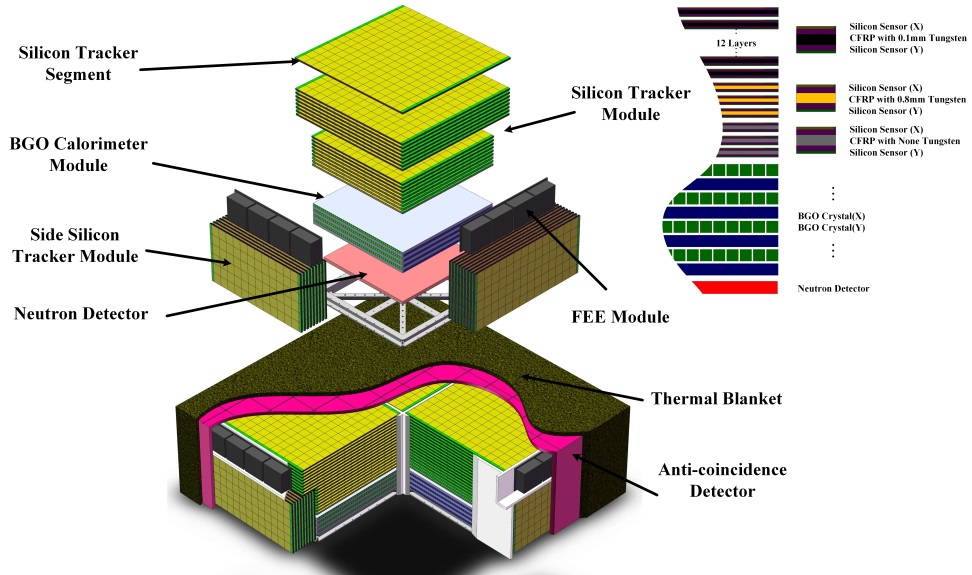 Silicon Tracker
Segment
BGO Calorimeter
Module
Side Silicon
Tracker Module
Neutron Detector
Silicon Tracker
Module
FEE Module
Thermal Blanket
Anti-coincidence
Detector
12 Layers
Silicon Sensor (X)
CFRP with 0.1mm Tungsten
Silicon Sensor (Y)
Silicon Sensor (X)
CFRP with 0.8mm Tungsten
Silicon Sensor (Y)
Silicon Sensor (X)
CFRP with None Tungsten
Silicon Sensor (Y)
BGO Crystal(X)
BGO Crystal(Y)
Neutron Detector